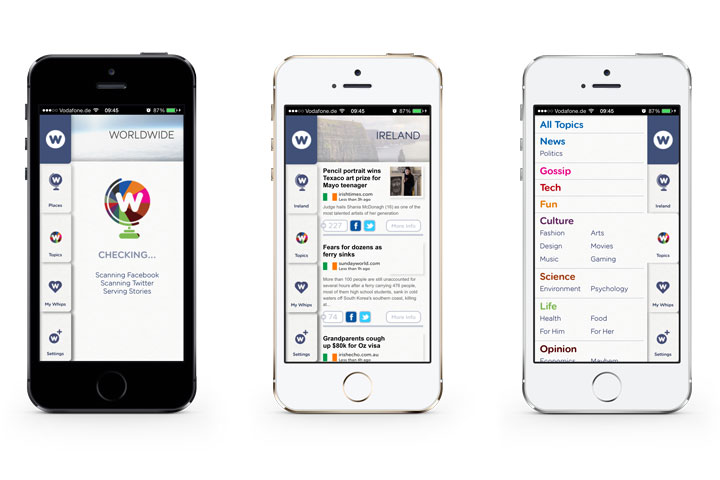 ●●●○○ Vodafone.de 09:45 87%
W
WORLDWIDE
W
Places
W
Topics
W
My Whips
W+
Settings
W
CHECKING...
Scanning Facebook
Scanning Twitter
Serving Stories
●●●○○ Vodafone.de 09:45 87%
W
IRELAND
W
Ireland
W
Topics
W
My Whips
W+
Settings
Pencil portrait wins
Texaco art prize for
Mayo teenager
irishtimes.com
Less than 3h ago
Judge hails Shania McDonagh (16) as one of the
most talented artists of her generation
227 f More Info
Fears for dozens as
ferry sinks
sundayworld.com
Less than 1h ago
More than 100 people are still unaccounted for
several hours after a ferry carrying 476 people,
most of them high school students, sank in cold
waters off South Korea's southern coast, killing
at...
74 f More Info
Grandparents cough
up $80k for Oz visa
irishecho.com.au
Less than 1h ago
●●●○○ Vodafone.de 09:45 87%
All Topics
News
Politics
Gossip
Tech
Fun
Culture
Fashion Arts
Design Movies
Music Gaming
Science
Environment Psychology
Life
Health Food
For Him For Her
Opinion
Economics Mayhem
W
W
Ireland
W
Topics
W
My Whips
W+
Settings